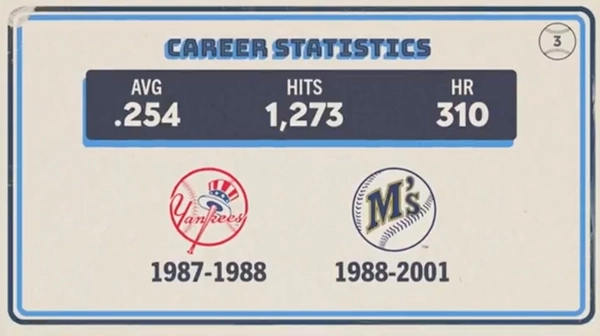 CAREER STATISTICS
3
AVG HITS HR
.254 1,273 310
Yankees M's
1987-1988 1988-2001